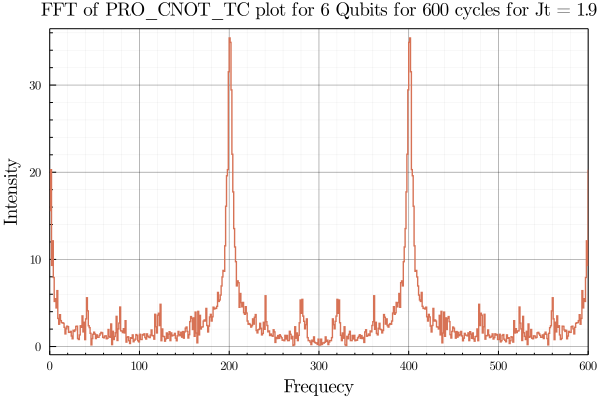 FFT of PRO_CNOT_TC plot for 6 Qubits for 600 cycles for Jt = 1.9
30
20
10
0
Intensity
0 100 200 300 400 500 600
Frequecy